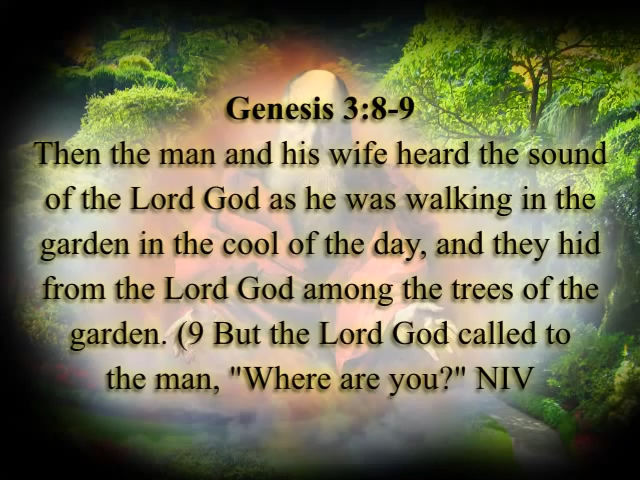 Genesis 3:8-9
Then the man and his wife heard the sound
of the Lord God as he was walking in the
garden in the cool of the day, and they hid
from the Lord God among the trees of the
garden. (9 But the Lord God called to
the man, "Where are you?" NIV